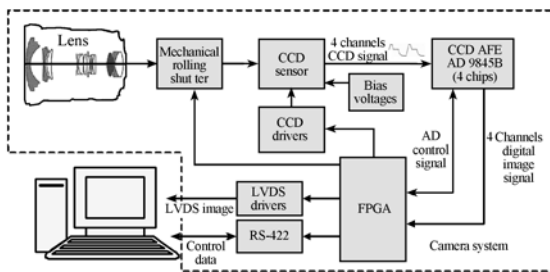 Lens
Mechanical
rolling
shut ter
CCD
sensor
4 channels
CCD signal
CCD AFE
AD 9845B
(4 chips)
Bias
voltages
CCD
drivers
AD
control
signal
4 Channels
digital
image
signal
LVDS
drivers
LVDS image
FPGA
RS-422
Control
data
Camera system